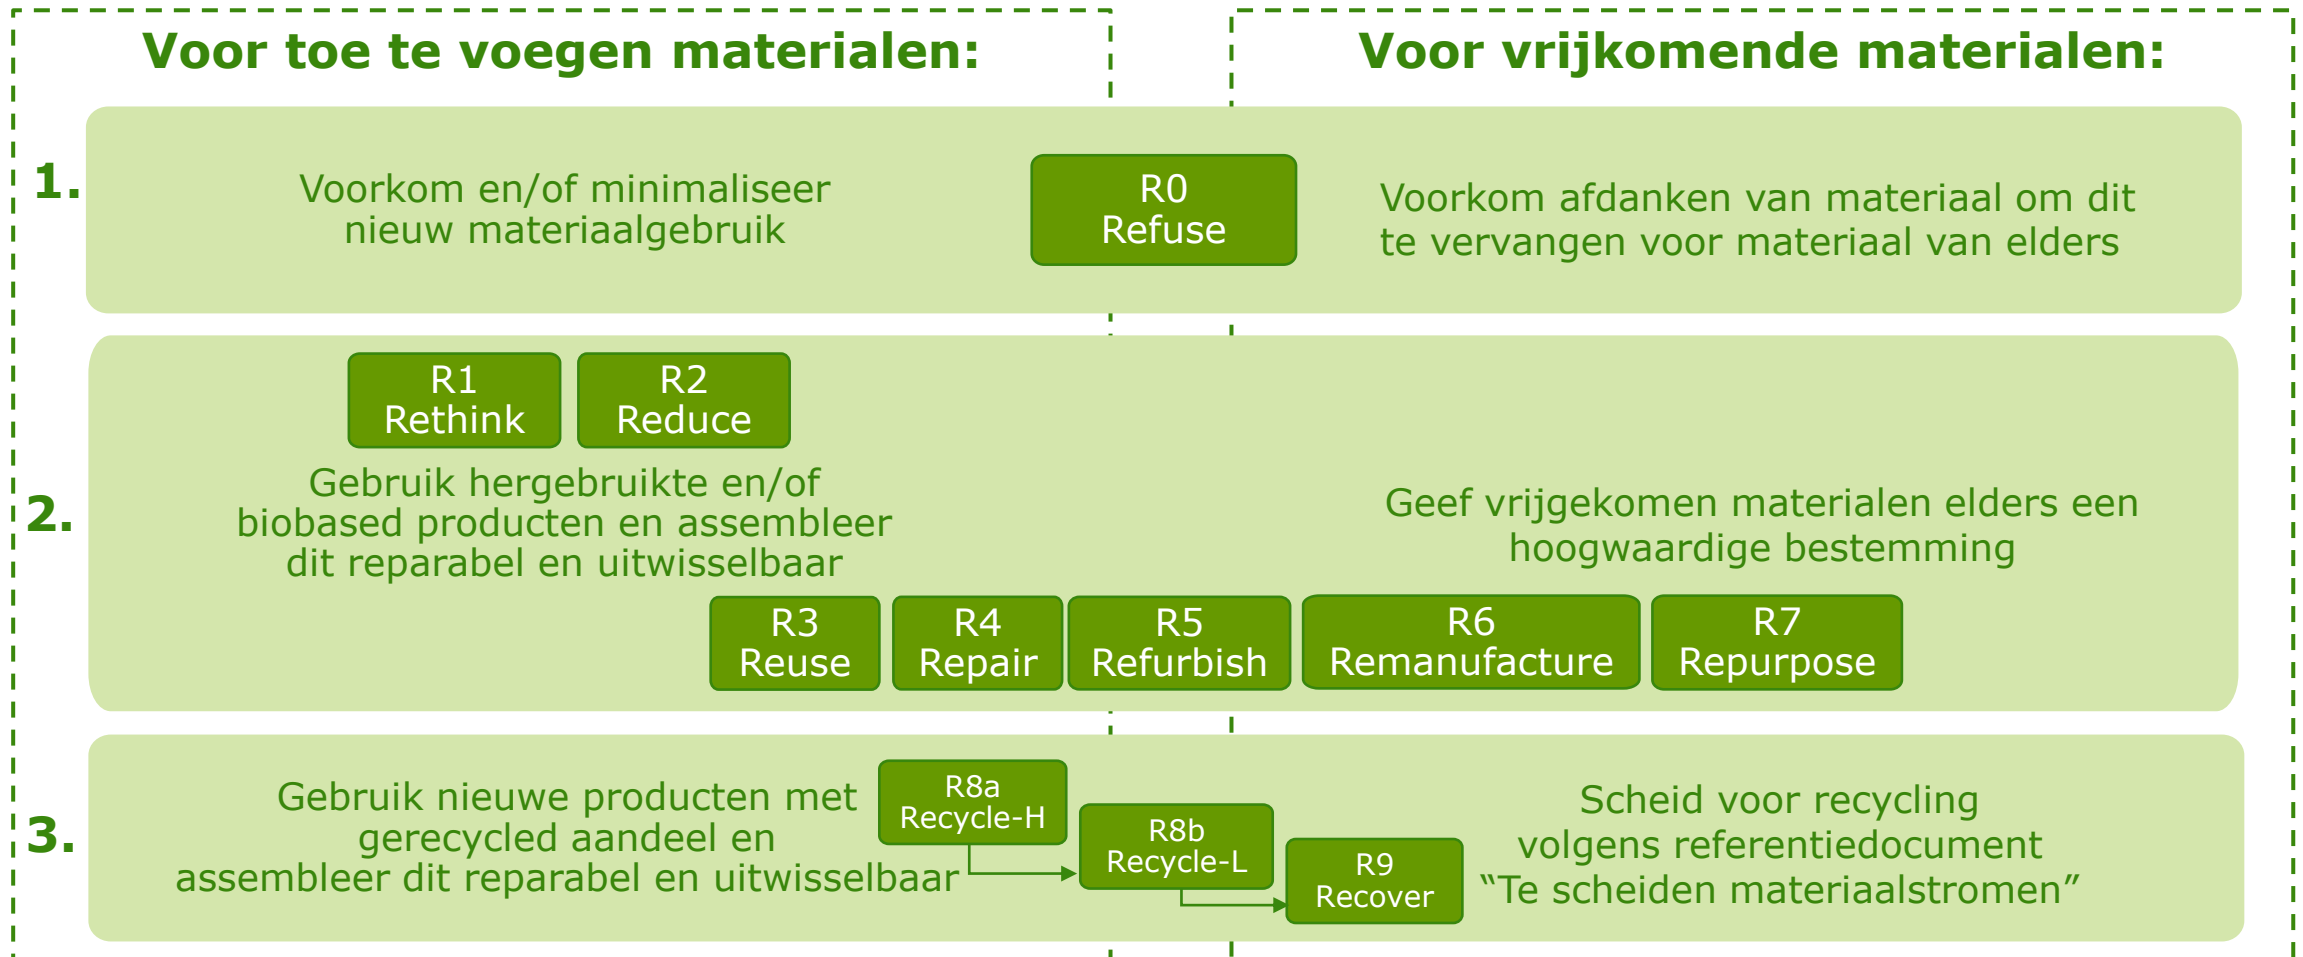 Voor toe te voegen materialen:
Voor vrijkomende materialen:
1.
Voorkom en/of minimaliseer
nieuw materiaalgebruik
R0
Refuse
Voorkom afdanken van materiaal om dit
te vervangen voor materiaal van elders
2.
R1
Rethink
R2
Reduce
Gebruik hergebruikte en/of
biobased producten en assembleer
dit reparabel en uitwisselbaar
Geef vrijgekomen materialen elders een
hoogwaardige bestemming
R3
Reuse
R4
Repair
R5
Refurbish
R6
Remanufacture
R7
Repurpose
3.
Gebruik nieuwe producten met
gerecycled aandeel en
assembleer dit reparabel en uitwisselbaar
R8a
Recycle-H
R8b
Recycle-L
R9
Recover
Scheid voor recycling
volgens referentiedocument
“Te scheiden materiaalstromen”